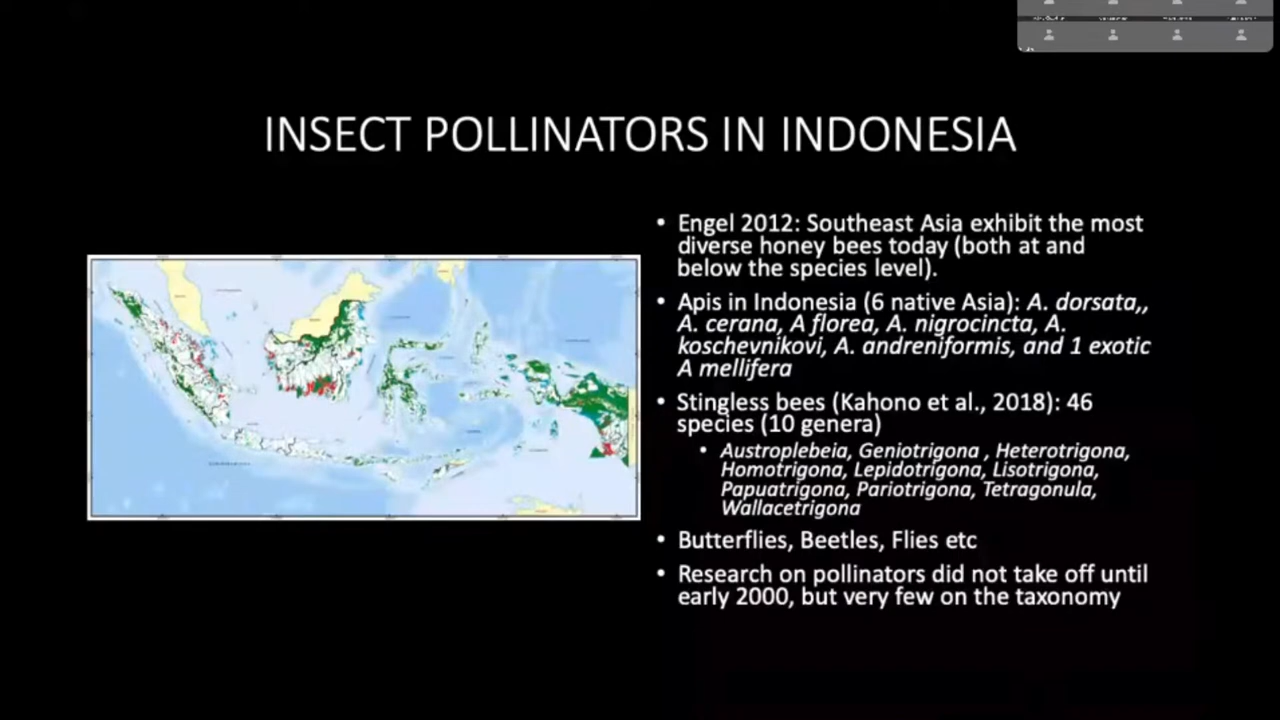 INSECT POLLINATORS IN INDONESIA
• Engel 2012: Southeast Asia exhibit the most
diverse honey bees today (both at and
below the species level).
• Apis in Indonesia (6 native Asia): A. dorsata,,
A. cerana, A florea, A. nigrocincta, A.
koschevnikovi, A. andreniformis, and 1 exotic
A mellifera
• Stingless bees (Kahono et al., 2018): 46
species (10 genera)
• Austroplebeia, Geniotrigona , Heterotrigona,
Homotrigona, Lepidotrigona, Lisotrigona,
Papuatrigona, Pariotrigona, Tetragonula,
Wallacetrigona
• Butterflies, Beetles, Flies etc
• Research on pollinators did not take off until
early 2000, but very few on the taxonomy